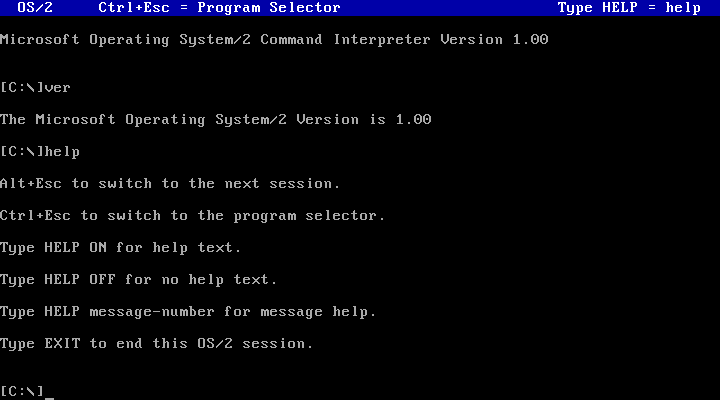 OS/2 Ctrl+Esc = Program Selector Type HELP = help
Microsoft Operating System/2 Command Interpreter Version 1.00
[C:\]ver
The Microsoft Operating System/2 Version is 1.00
[C:\]help
Alt+Esc to switch to the next session.
Ctrl+Esc to switch to the program selector.
Type HELP ON for help text.
Type HELP OFF for no help text.
Type HELP message-number for message help.
Type EXIT to end this OS/2 session.
[C:\]_